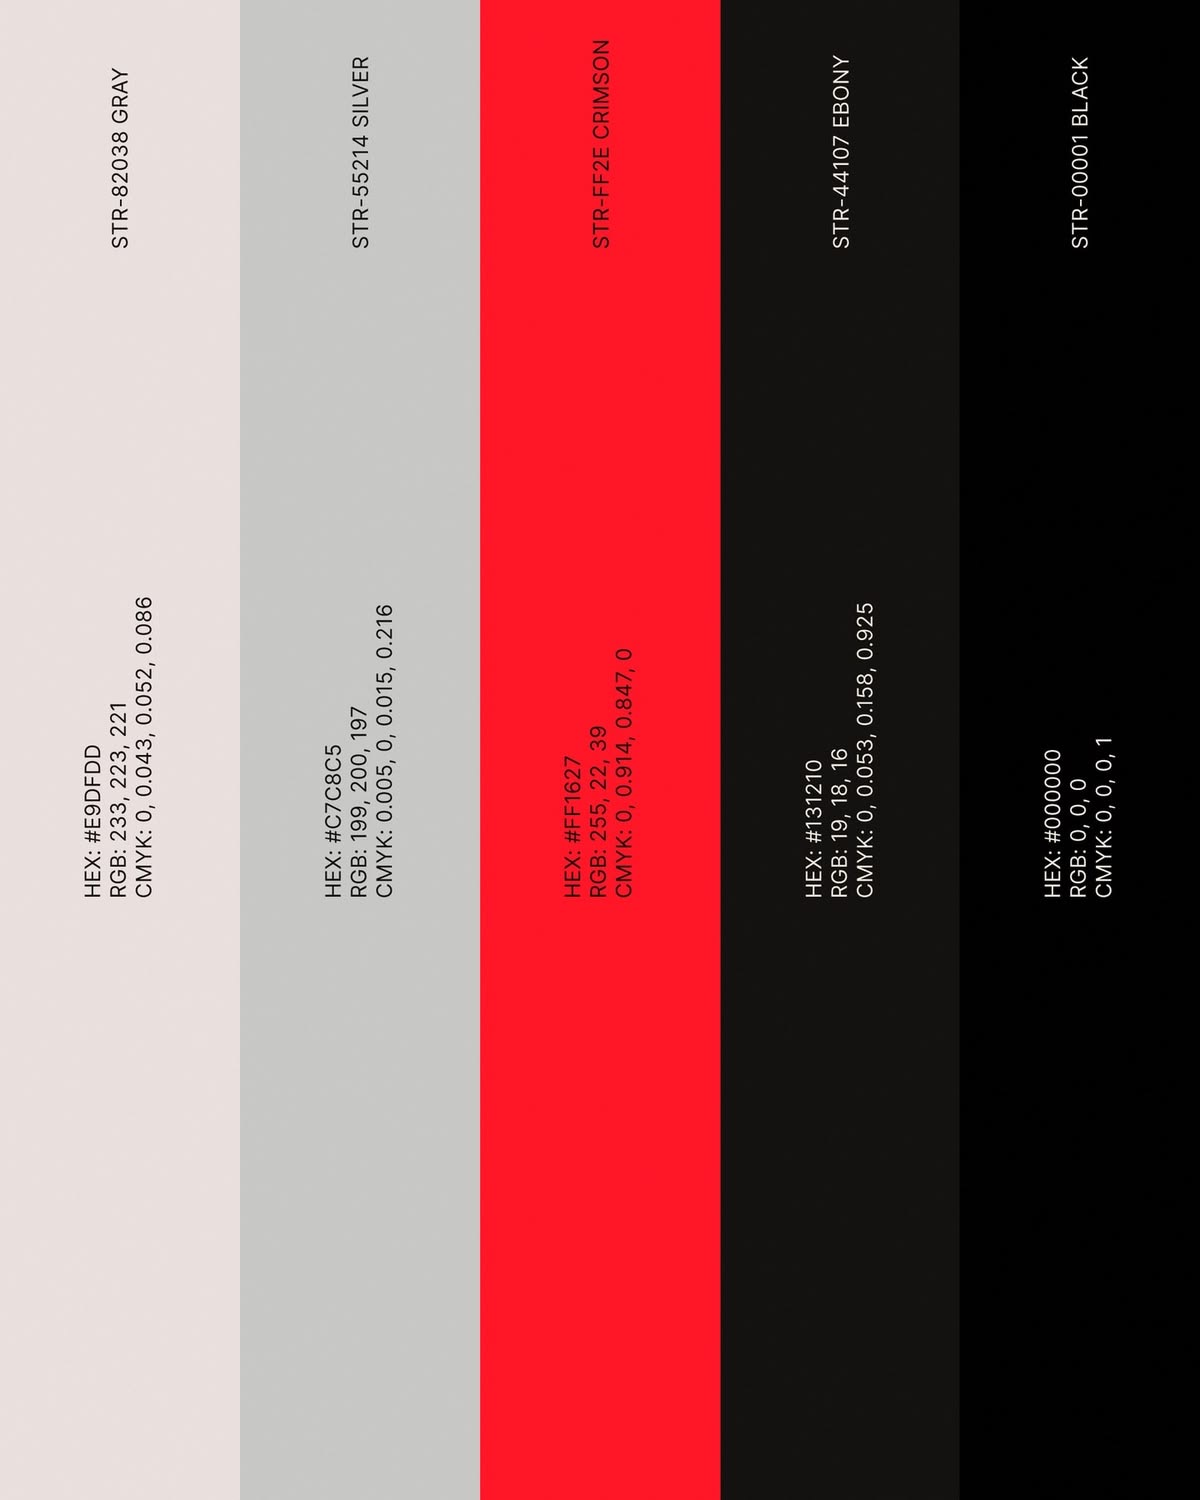 STR-82038 GRAY
HEX: #E9DFDD
RGB: 233, 223, 221
CMYK: 0, 0.043, 0.052, 0.086
STR-55214 SILVER
HEX: #C7C8C5
RGB: 199, 200, 197
CMYK: 0.005, 0, 0.015, 0.216
STR-FF2E CRIMSON
HEX: #FF1627
RGB: 255, 22, 39
CMYK: 0, 0.914, 0.847, 0
STR-44107 EBONY
HEX: #131210
RGB: 19, 18, 16
CMYK: 0, 0.053, 0.158, 0.925
STR-00001 BLACK
HEX: #000000
RGB: 0, 0, 0
CMYK: 0, 0, 0, 1